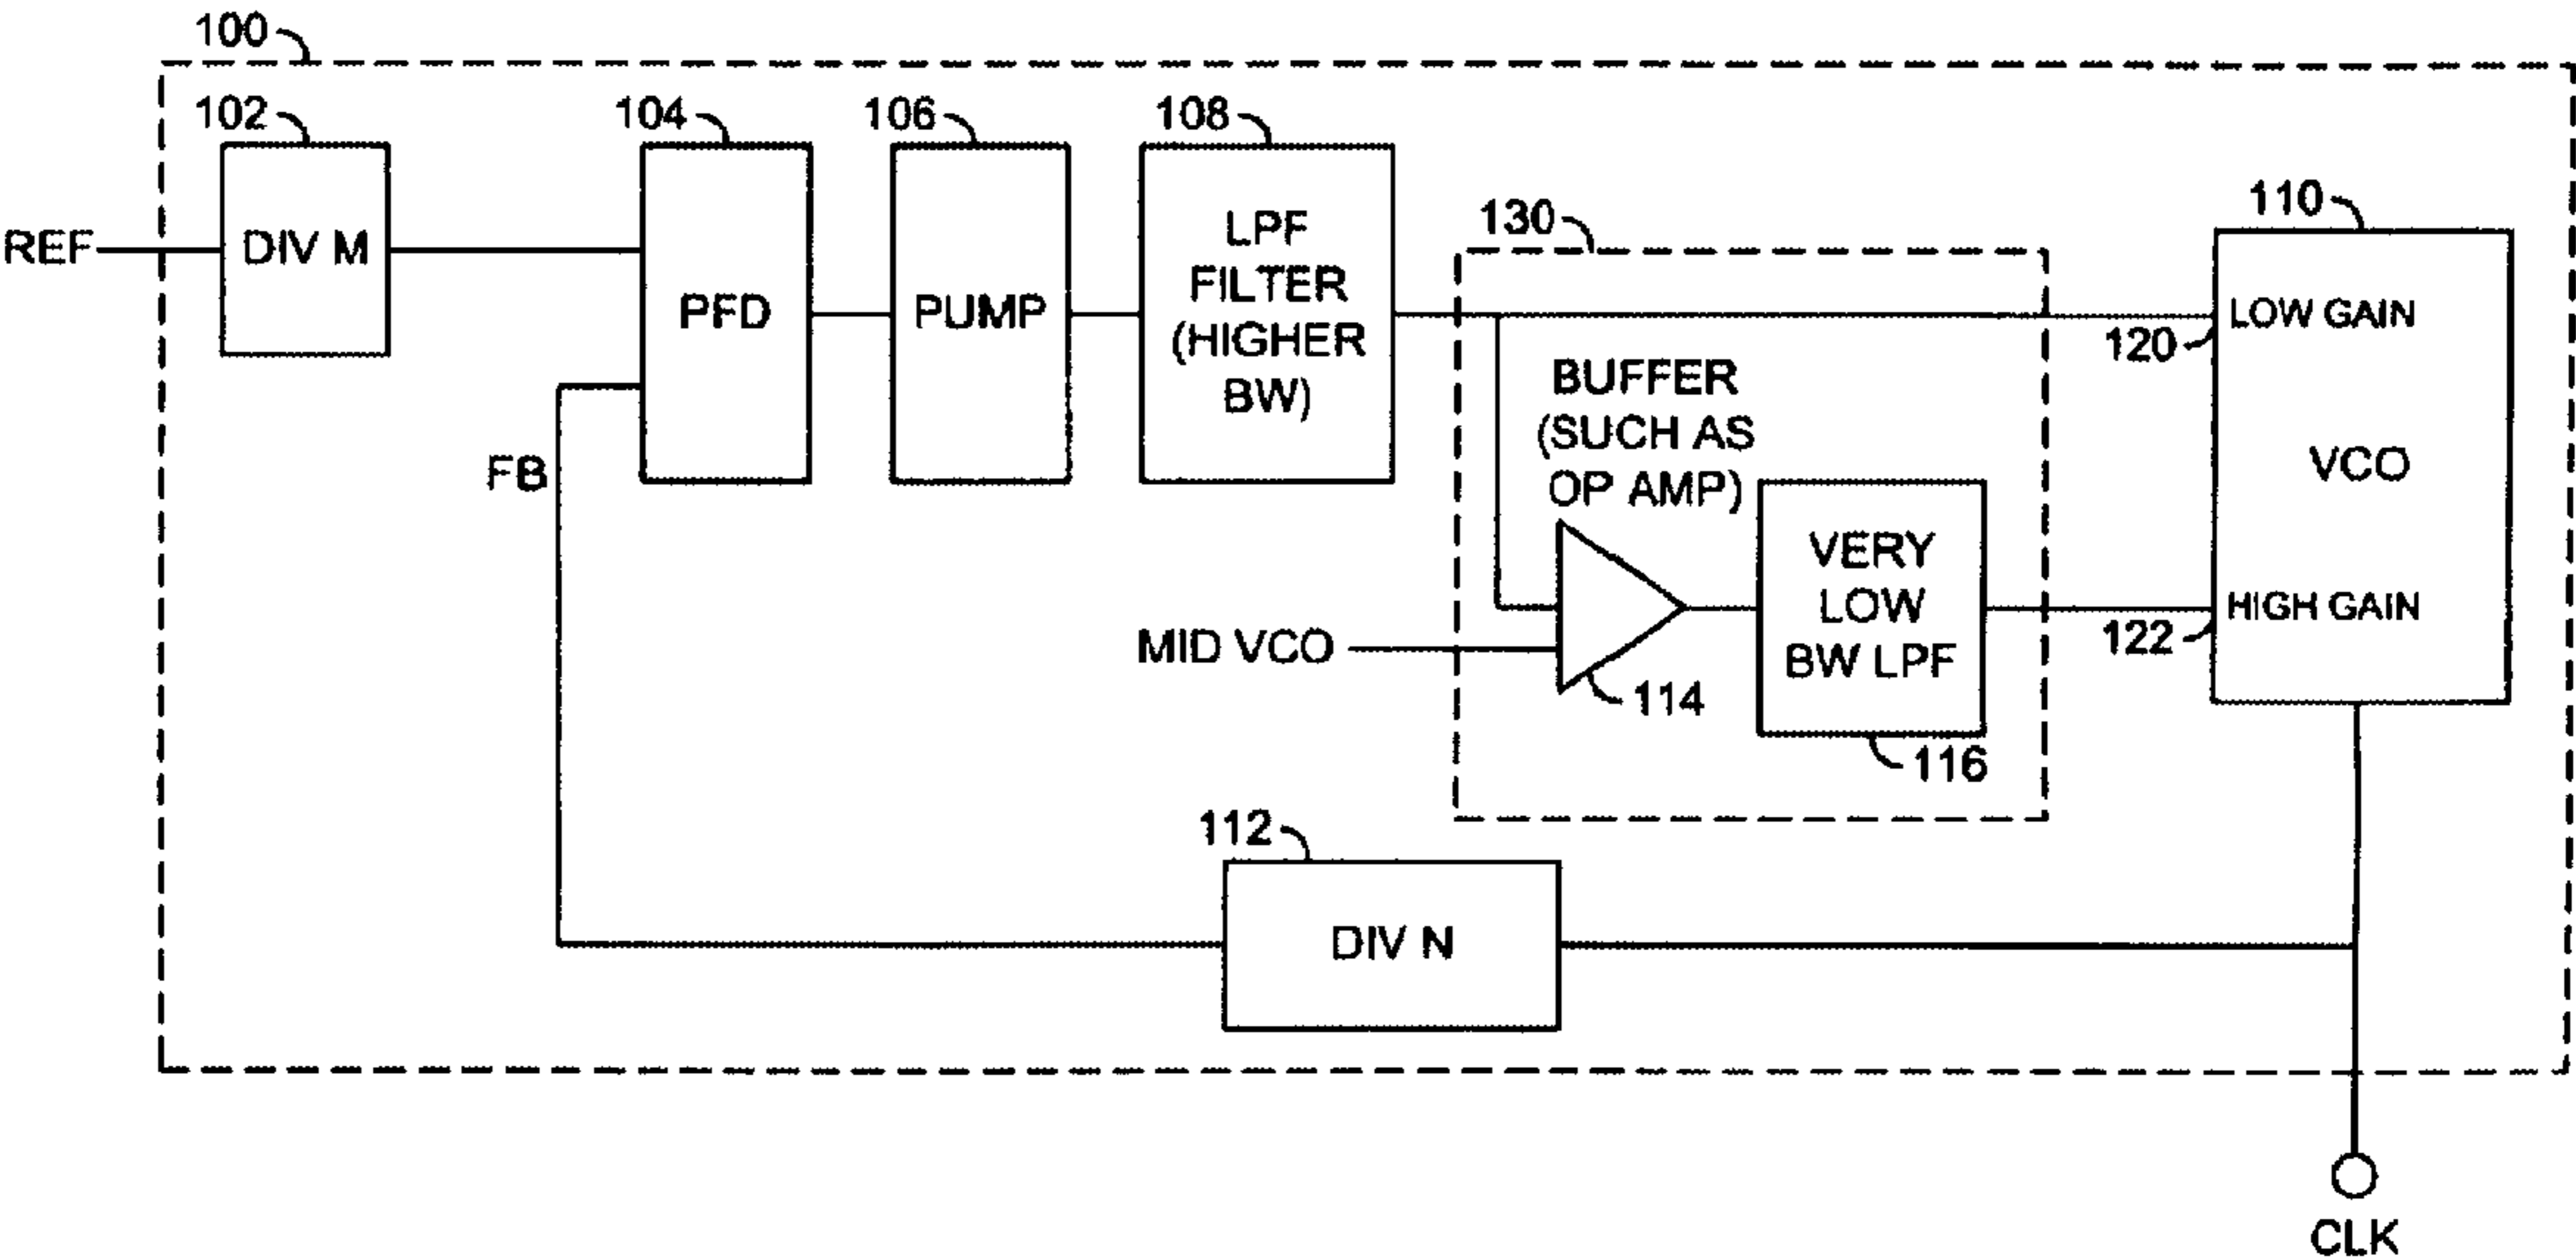 100
102
104
106
108
REF
DIV M
PFD
PUMP
LPF
FILTER
(HIGHER
BW)
130
110
LOW GAIN
120
VCO
HIGH GAIN
122
BUFFER
(SUCH AS
OP AMP)
MID VCO
114
VERY
LOW
BW LPF
116
FB
112
DIV N
CLK